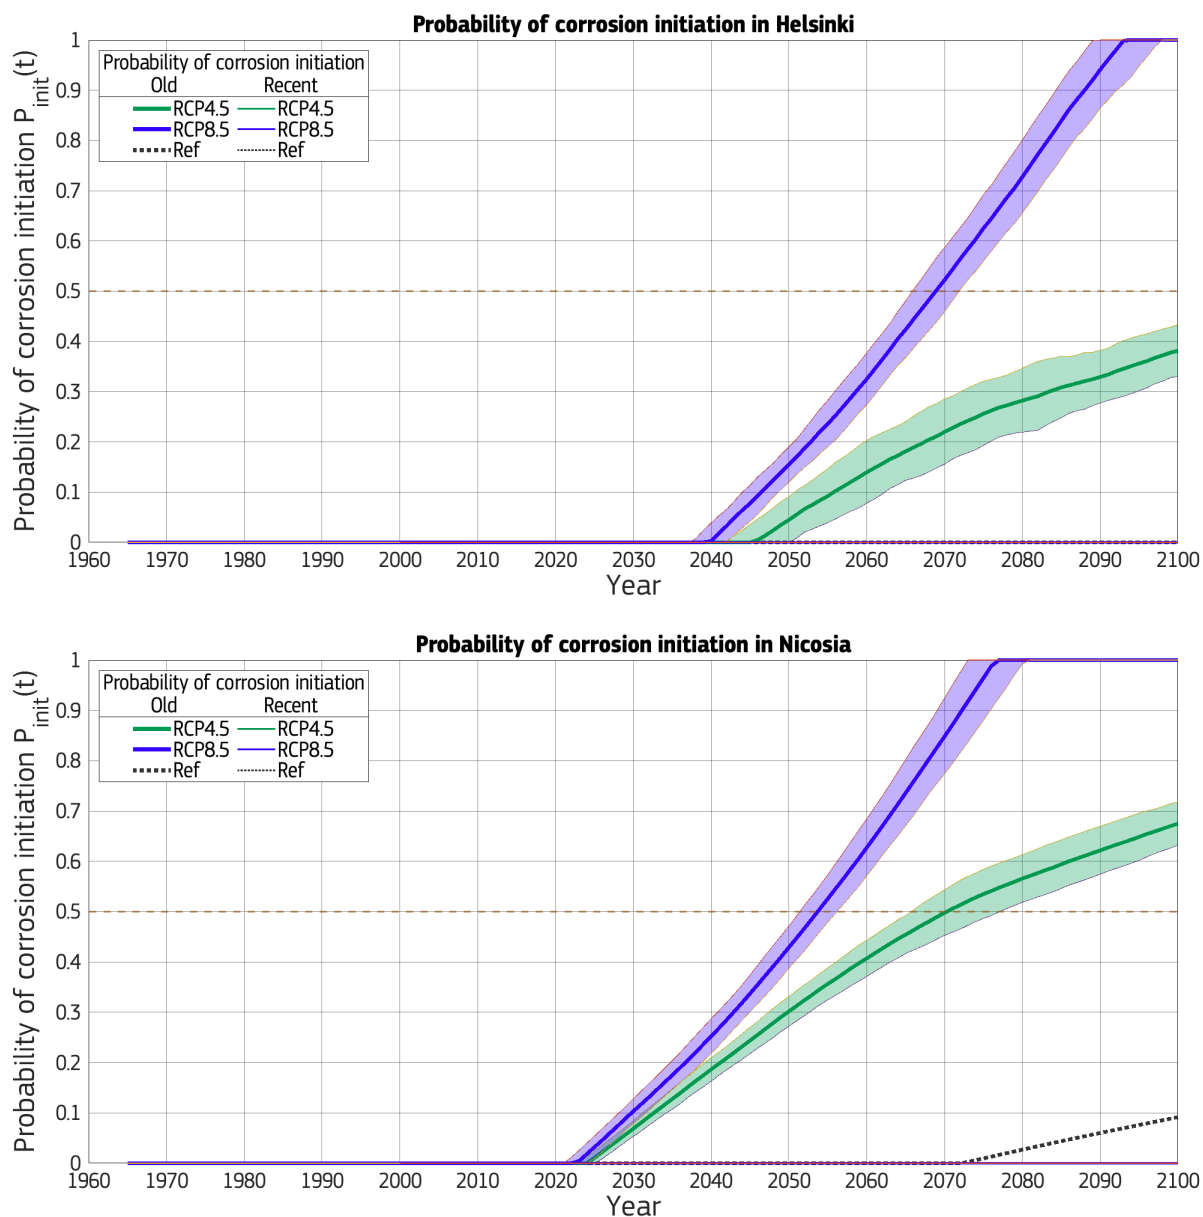 Probability of corrosion initiation in Helsinki
Probability of corrosion initiation P_init(t)
1
0.9
0.8
0.7
0.6
0.5
0.4
0.3
0.2
0.1
0
Probability of corrosion initiation
Old Recent
RCP4.5 RCP4.5
RCP8.5 RCP8.5
Ref Ref
1960 1970 1980 1990 2000 2010 2020 2030 2040 2050 2060 2070 2080 2090 2100
Year
Probability of corrosion initiation in Nicosia
Probability of corrosion initiation P_init(t)
1
0.9
0.8
0.7
0.6
0.5
0.4
0.3
0.2
0.1
0
Probability of corrosion initiation
Old Recent
RCP4.5 RCP4.5
RCP8.5 RCP8.5
Ref Ref
1960 1970 1980 1990 2000 2010 2020 2030 2040 2050 2060 2070 2080 2090 2100
Year